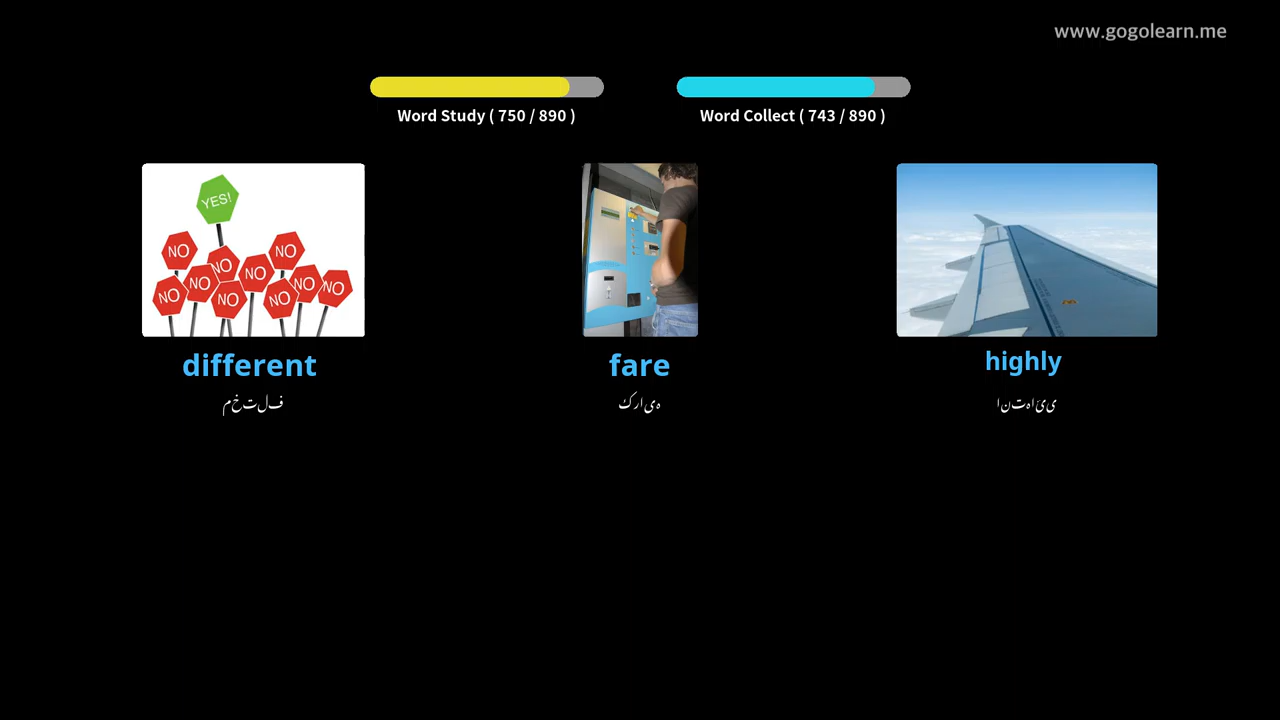 www.gogolearn.me
Word Study ( 750 / 890 )
Word Collect ( 743 / 890 )
YES!
NO
NO
NO
NO
NO
NO
NO
NO
NO
NO
different
مختلف
fare
کرایہ
highly
انتہائی